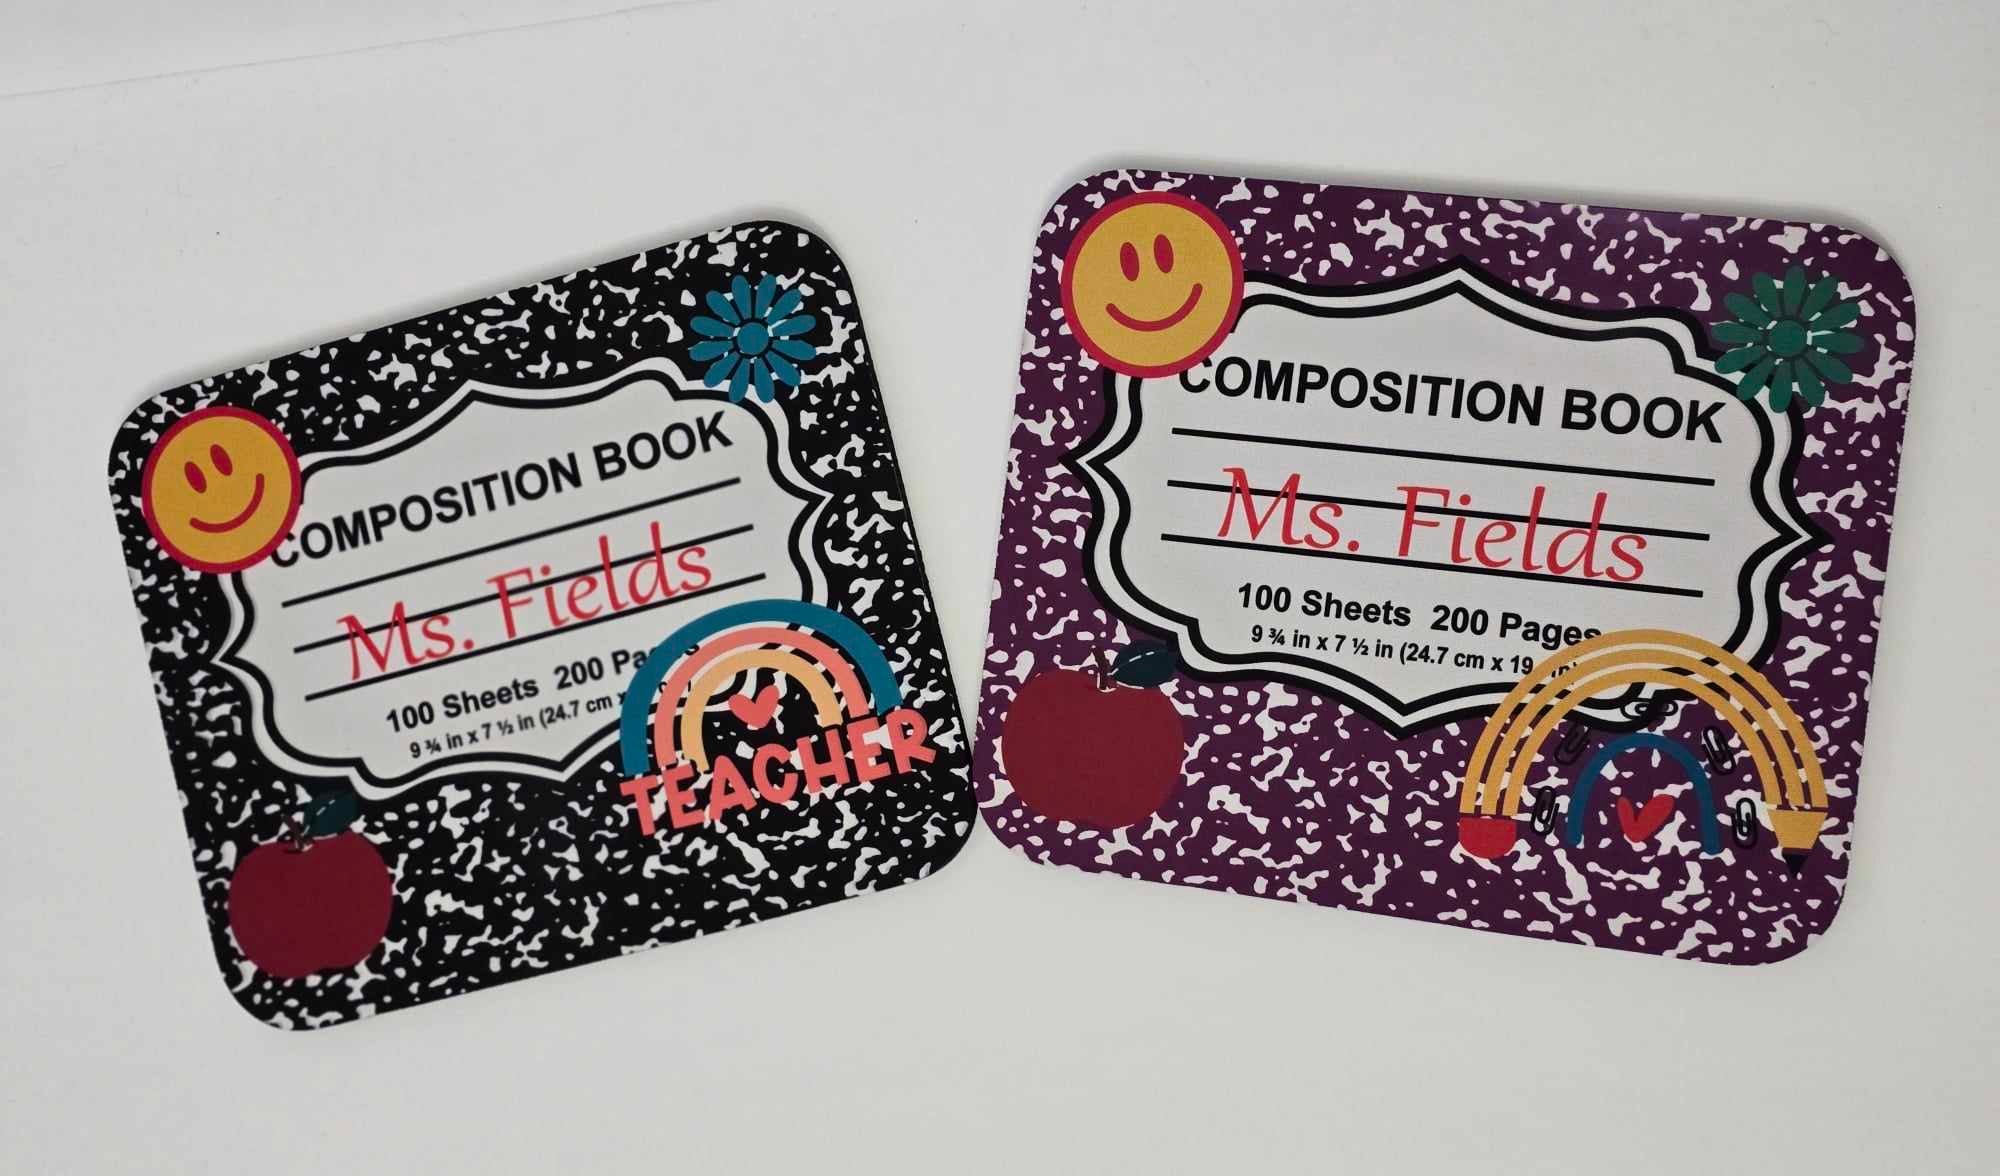 COMPOSITION BOOK
Ms. Fields
100 Sheets 200
9 ¾ in x 7 ½ in (24.7 cm x
TEACHER
COMPOSITION BOOK
Ms. Fields
100 Sheets 200 Pages
9 ¾ in x 7 ½ in (24.7 cm x 19